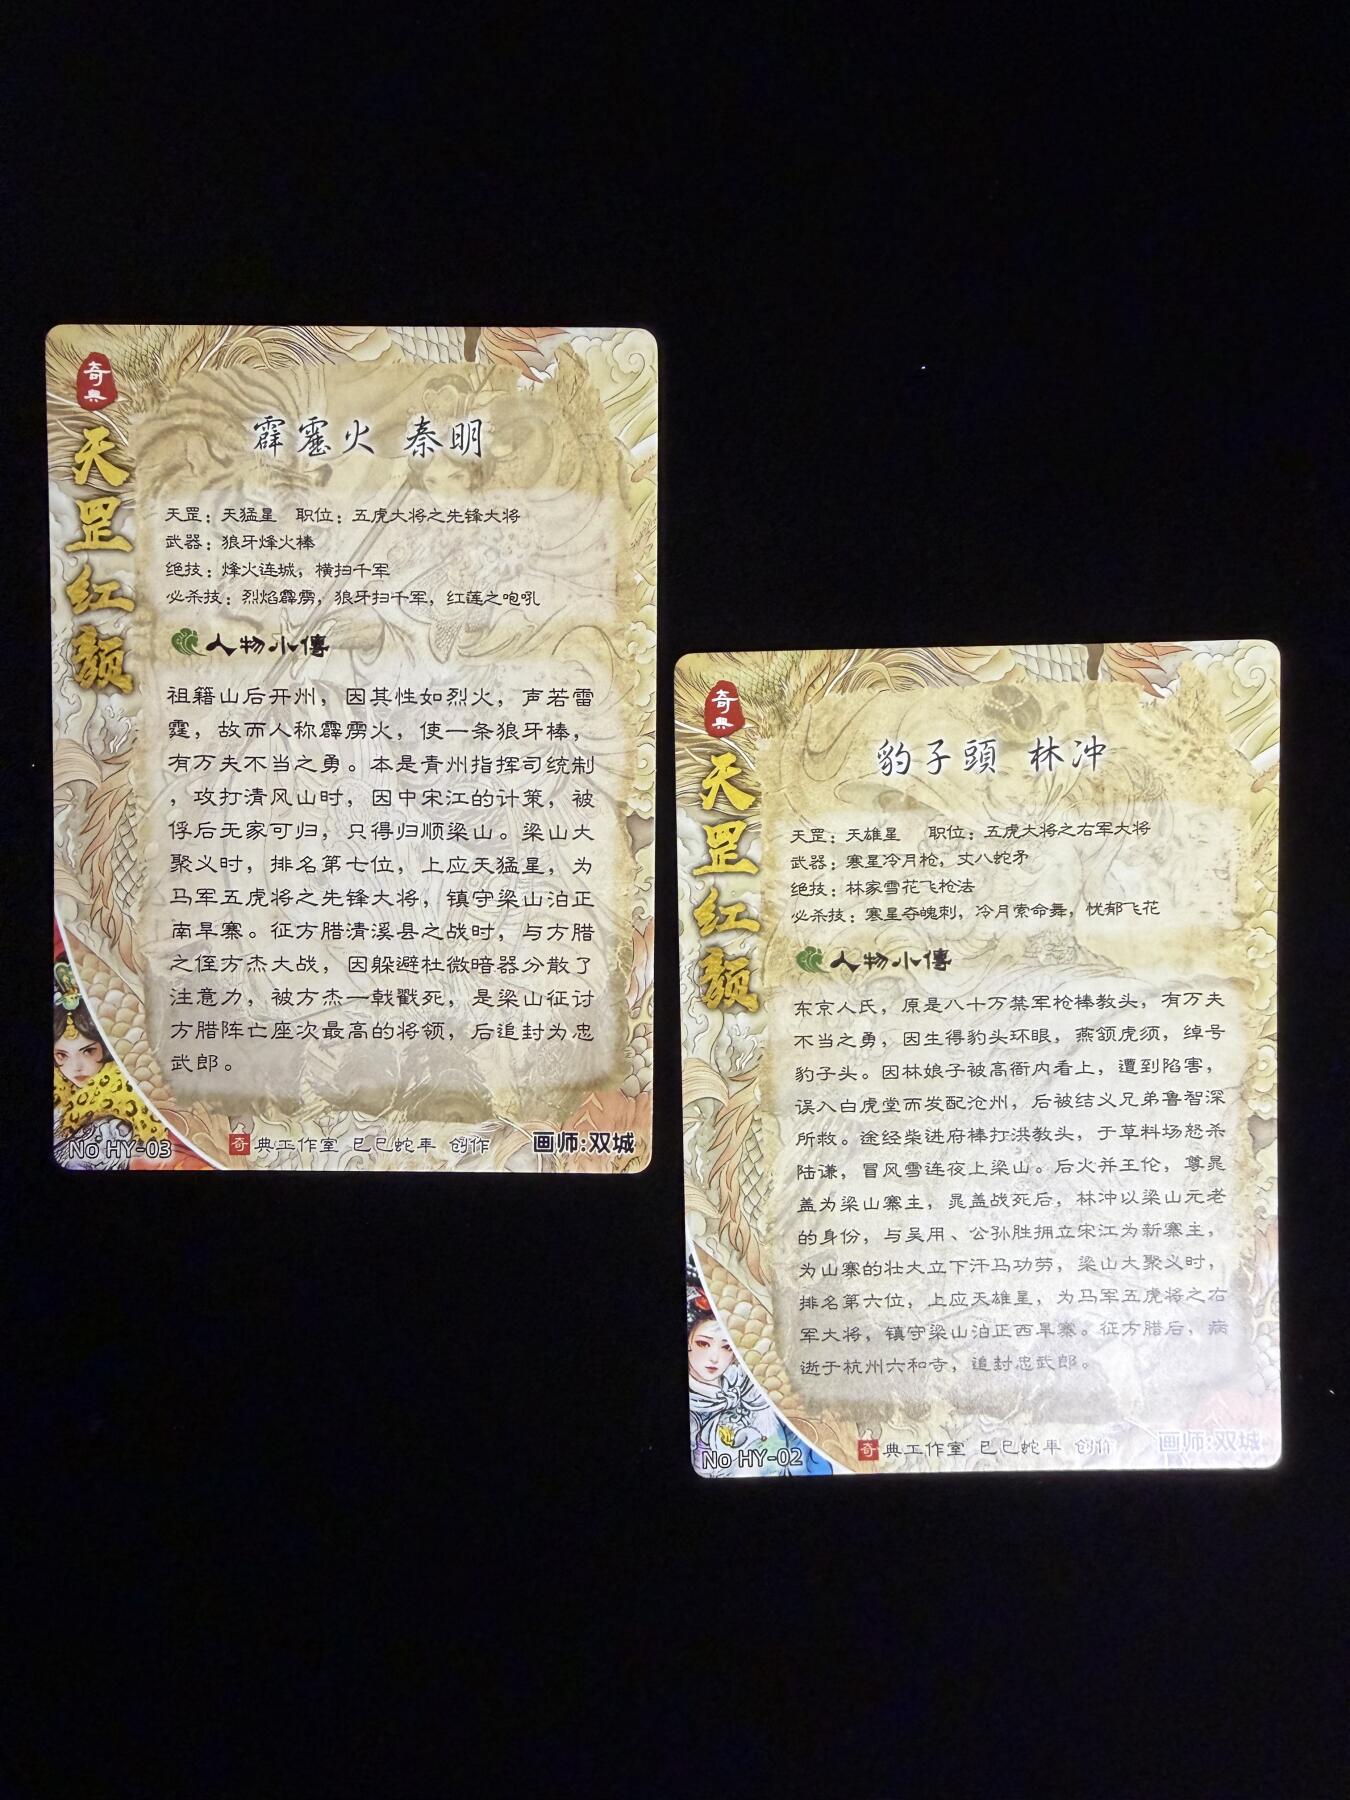 奇典
天罡红颜
霹靂火 秦明
天罡：天猛星 职位：五虎大将之先锋大将
武器：狼牙烽火棒
绝技：烽火连城，横扫千军
必杀技：烈焰霹雳，狼牙扫千军，红莲之咆吼
人物小傳
祖籍山后开州，因其性如烈火，声若雷
霆，故而人称霹雳火，使一条狼牙棒，
有万夫不当之勇。本是青州指挥司统制
，攻打清风山时，因中宋江的计策，被
俘后无家可归，只得归顺梁山。梁山大
聚义时，排名第七位，上应天猛星，为
马军五虎将之先锋大将，镇守梁山泊正
南旱寨。征方腊清溪县之战时，与方腊
之侄方杰大战，因躲避杜微暗器分散了
注意力，被方杰一戟戳死，是梁山征讨
方腊阵亡座次最高的将领，后追封为忠
武郎。
No HY-03
奇典工作室 已巳蛇年 创作
画师:双城
奇典
天罡红颜
豹子頭 林冲
天罡：天雄星 职位：五虎大将之右军大将
武器：寒星冷月枪，丈八蛇矛
绝技：林家雪花飞枪法
必杀技：寒星夺魄刺，冷月索命舞，忧郁飞花
人物小傳
东京人氏，原是八十万禁军枪棒教头，有万夫
不当之勇，因生得豹头环眼，燕颔虎须，绰号
豹子头。因林娘子被高衙内看上，遭到陷害，
误入白虎堂而发配沧州，后被结义兄弟鲁智深
所救。途经柴进府棒打洪教头，于草料场怒杀
陆谦，冒风雪连夜上梁山。后火并王伦，尊晁
盖为梁山寨主，晁盖战死后，林冲以梁山元老
的身份，与吴用、公孙胜拥立宋江为新寨主，
为山寨的壮大立下汗马功劳，梁山大聚义时，
排名第六位，上应天雄星，为马军五虎将之右
军大将，镇守梁山泊正西旱寨。征方腊后，病
逝于杭州六和寺，追封忠武郎。
No HY-02
奇典工作室 已巳蛇年 创作
画师:双城